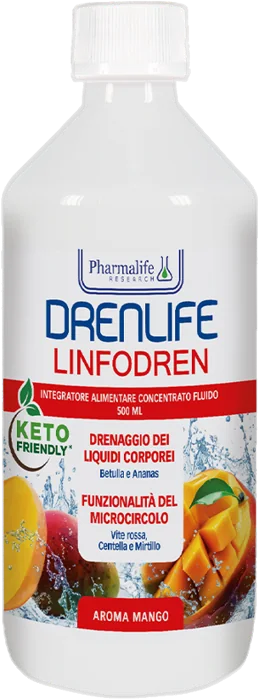 Pharmalife
RESEARCH
DRENLIFE
LINFODREN
INTEGRATORE ALIMENTARE CONCENTRATO FLUIDO
500 ML
KETO
FRIENDLY*
DRENAGGIO DEI
LIQUIDI CORPOREI
Betulla e Ananas
FUNZIONALITÀ DEL
MICROCIRCOLO
Vite rossa,
Centella e Mirtillo
AROMA MANGO